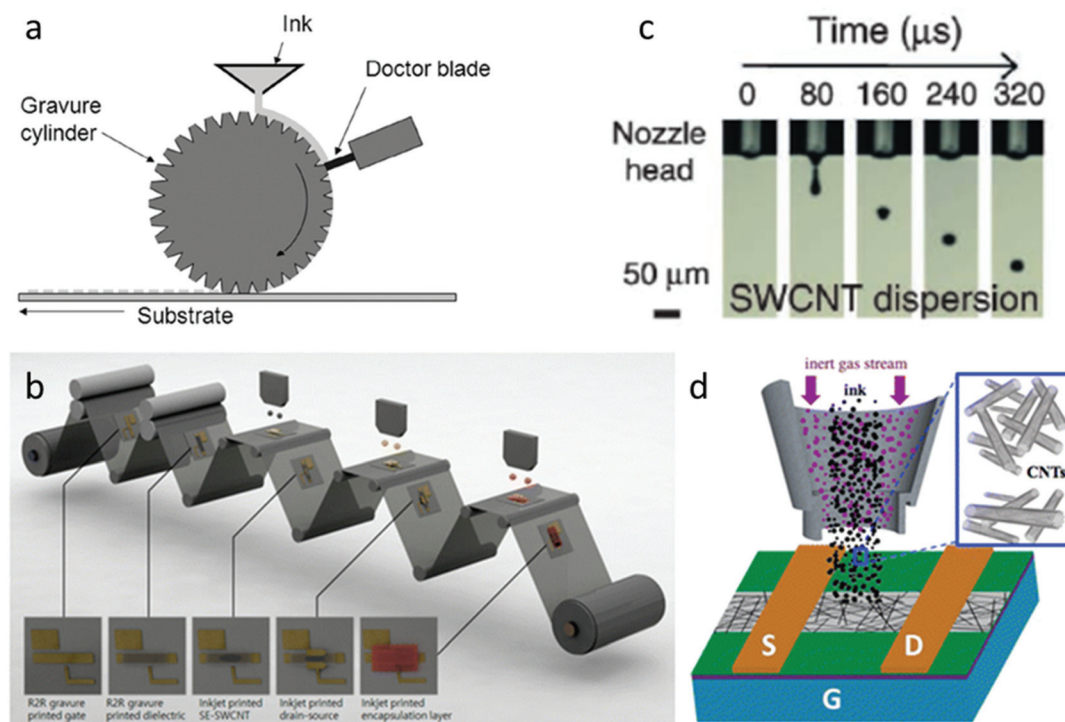 a
Ink
Doctor blade
Gravure
cylinder
Substrate
c
Time (μs)
0 80 160 240 320
Nozzle
head
50 μm
SWCNT dispersion
b
R2R gravure
printed gate
R2R gravure
printed dielectric
Inkjet printed
SE-SWCNT
Inkjet printed
drain-source
Inkjet printed
encapsulation layer
d
inert gas stream
ink
CNTs
S
D
G